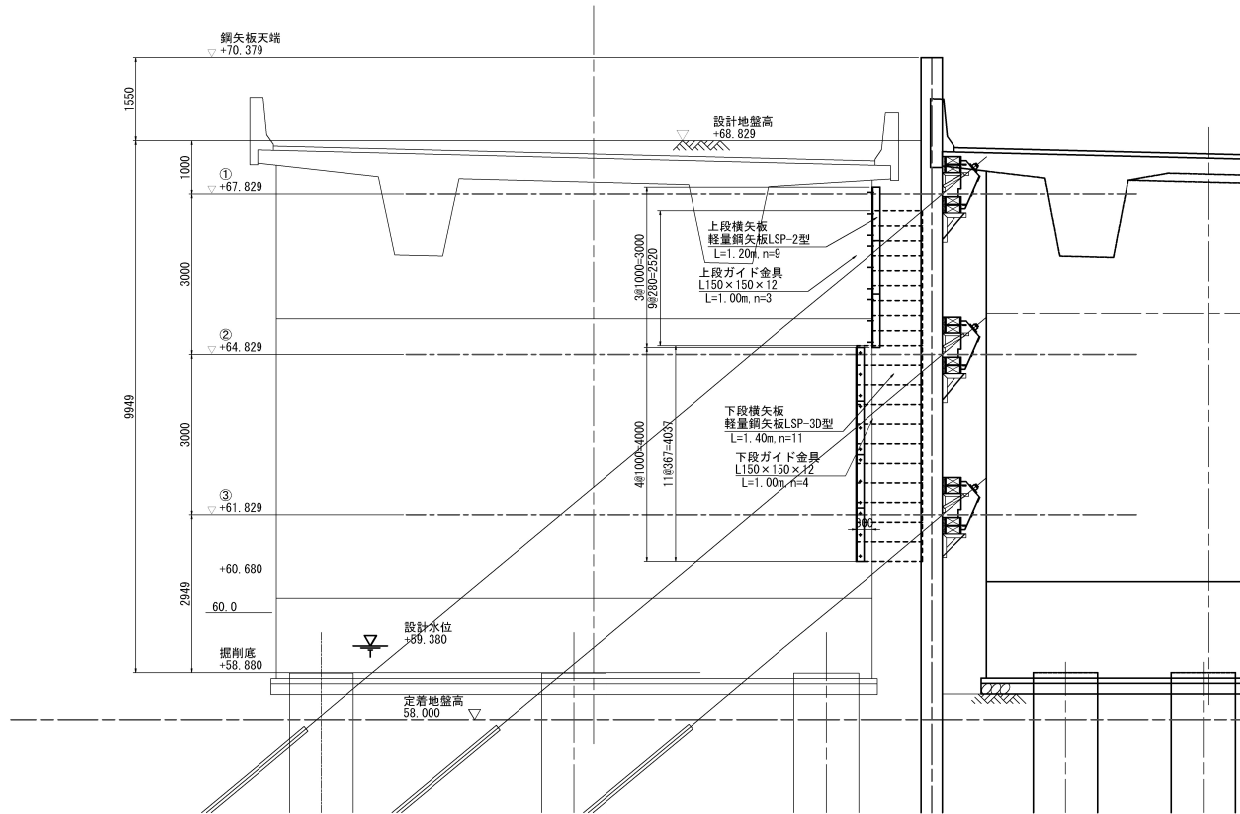 鋼矢板天端
+70.379
1550
設計地盤高
+68.829
1000
①
+67.829
上段横矢板
軽量鋼矢板LSP-2型
L=1.20m,n=9
上段ガイド金具
L150×150×12
L=1.00m,n=3
3@1000=3000
9@280=2520
3000
②
+64.829
9949
3000
下段横矢板
軽量鋼矢板LSP-3D型
L=1.40m,n=11
下段ガイド金具
L150×150×12
L=1.00m,n=4
4@1000=4000
11@367=4037
③
+61.829
300
+60.680
2949
60.0
設計水位
+59.380
掘削底
+58.880
定着地盤高
58.000